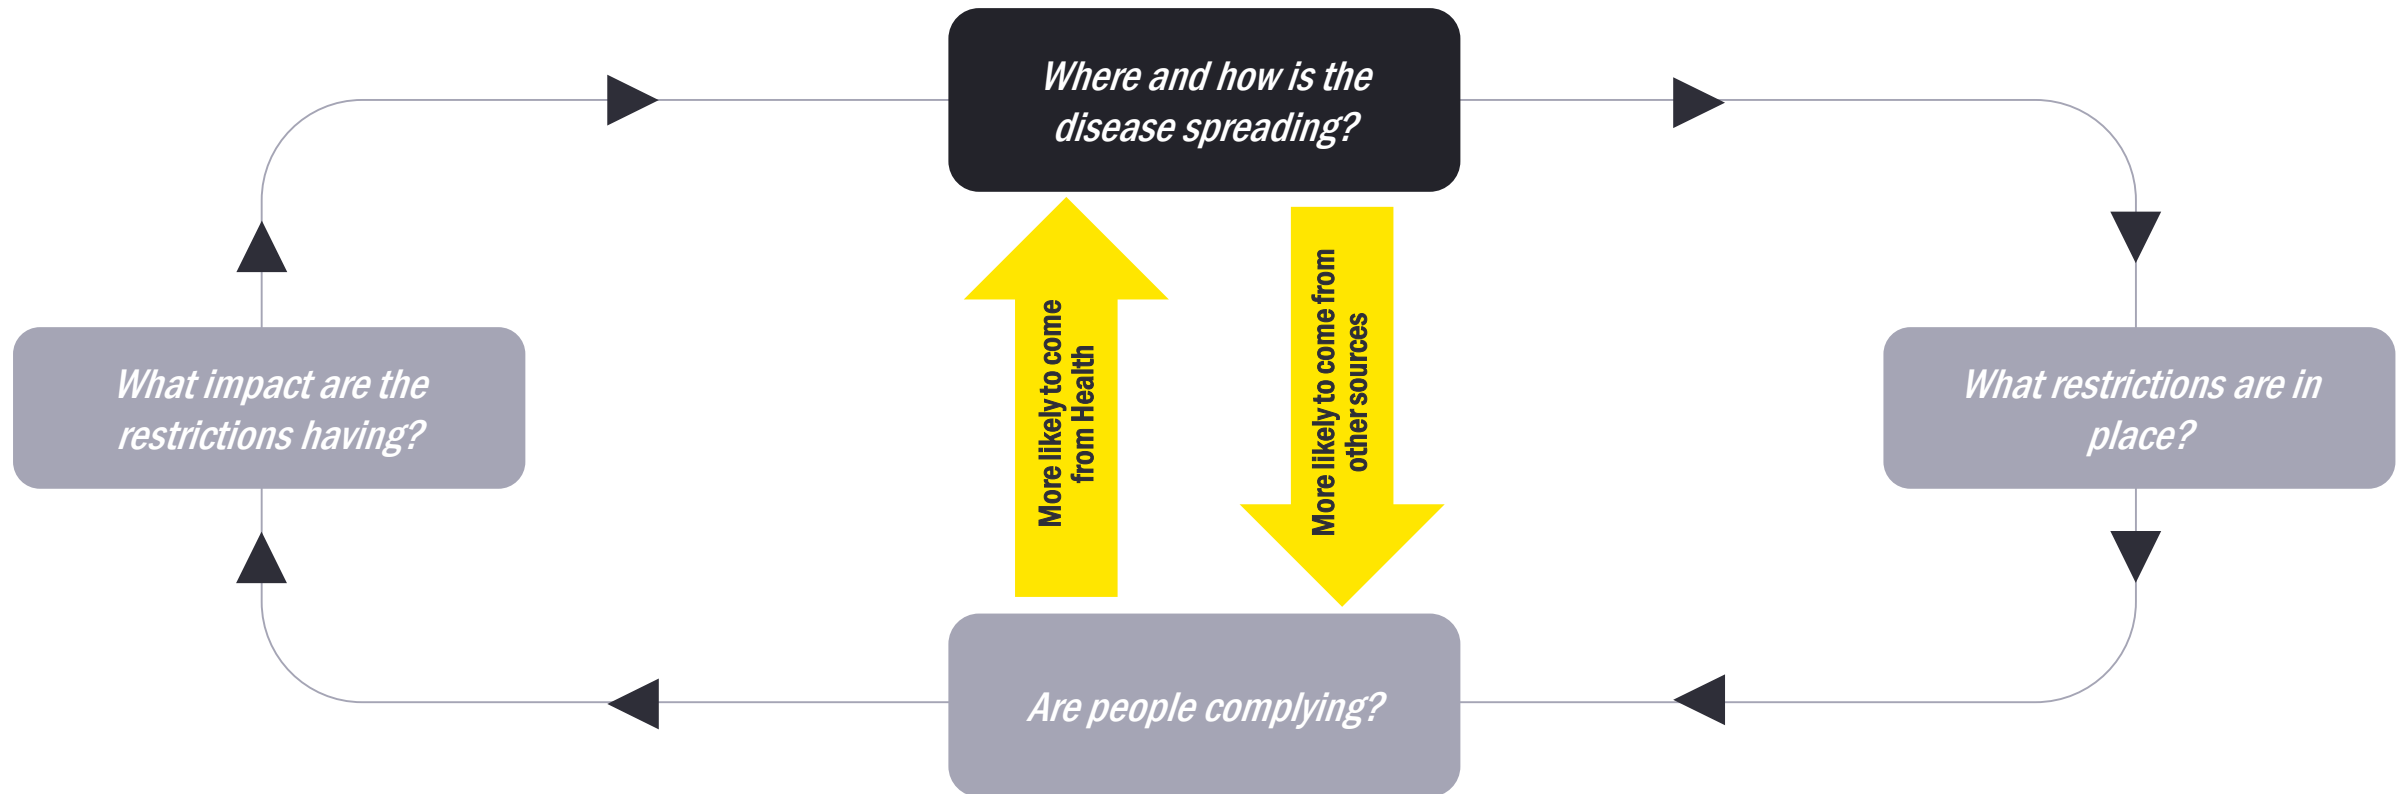 Where and how is the
disease spreading?
More likely to come
from Health
More likely to come from
other sources
What impact are the
restrictions having?
What restrictions are in
place?
Are people complying?